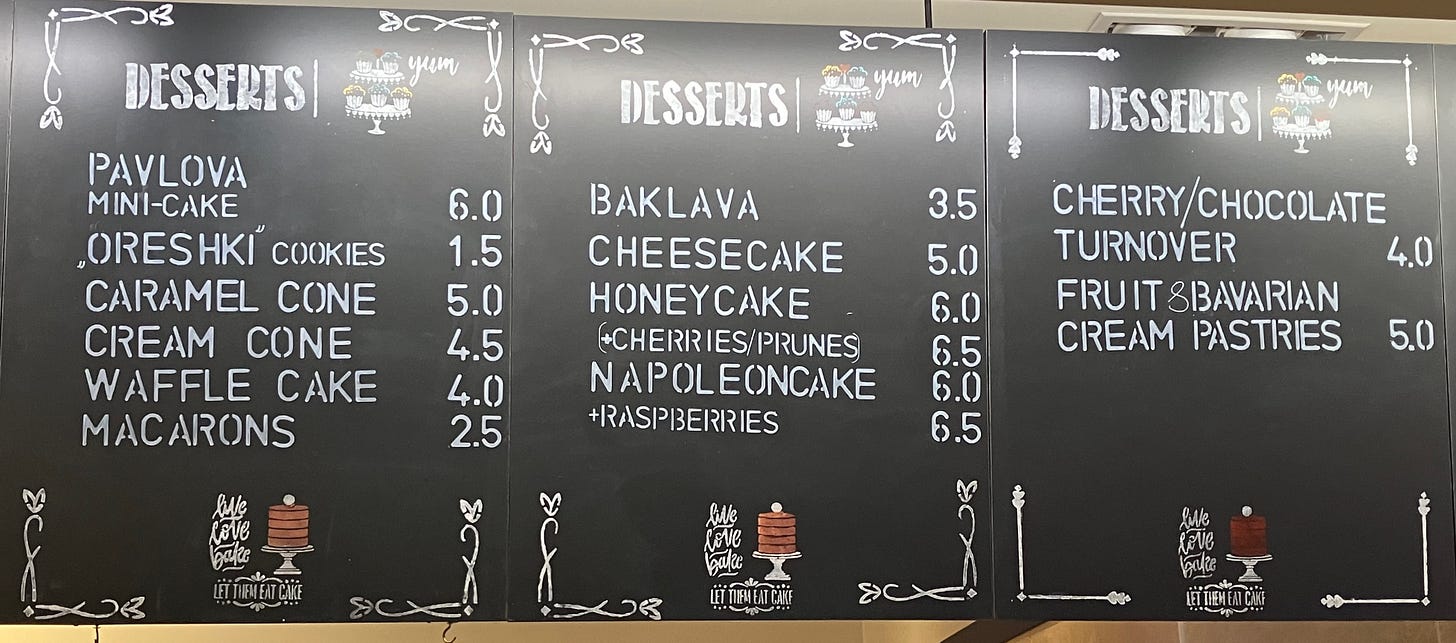 DESSERTS
yum
PAVLOVA
MINI-CAKE 6.0
„ORESHKI" COOKIES 1.5
CARAMEL CONE 5.0
CREAM CONE 4.5
WAFFLE CAKE 4.0
MACARONS 2.5
live
love
bake
LET THEM EAT CAKE
DESSERTS
yum
BAKLAVA 3.5
CHEESECAKE 5.0
HONEYCAKE 6.0
(+CHERRIES/PRUNES) 6.5
NAPOLEONCAKE 6.0
+RASPBERRIES 6.5
live
love
bake
LET THEM EAT CAKE
DESSERTS
yum
CHERRY/CHOCOLATE
TURNOVER 4.0
FRUIT & BAVARIAN
CREAM PASTRIES 5.0
live
love
bake
LET THEM EAT CAKE